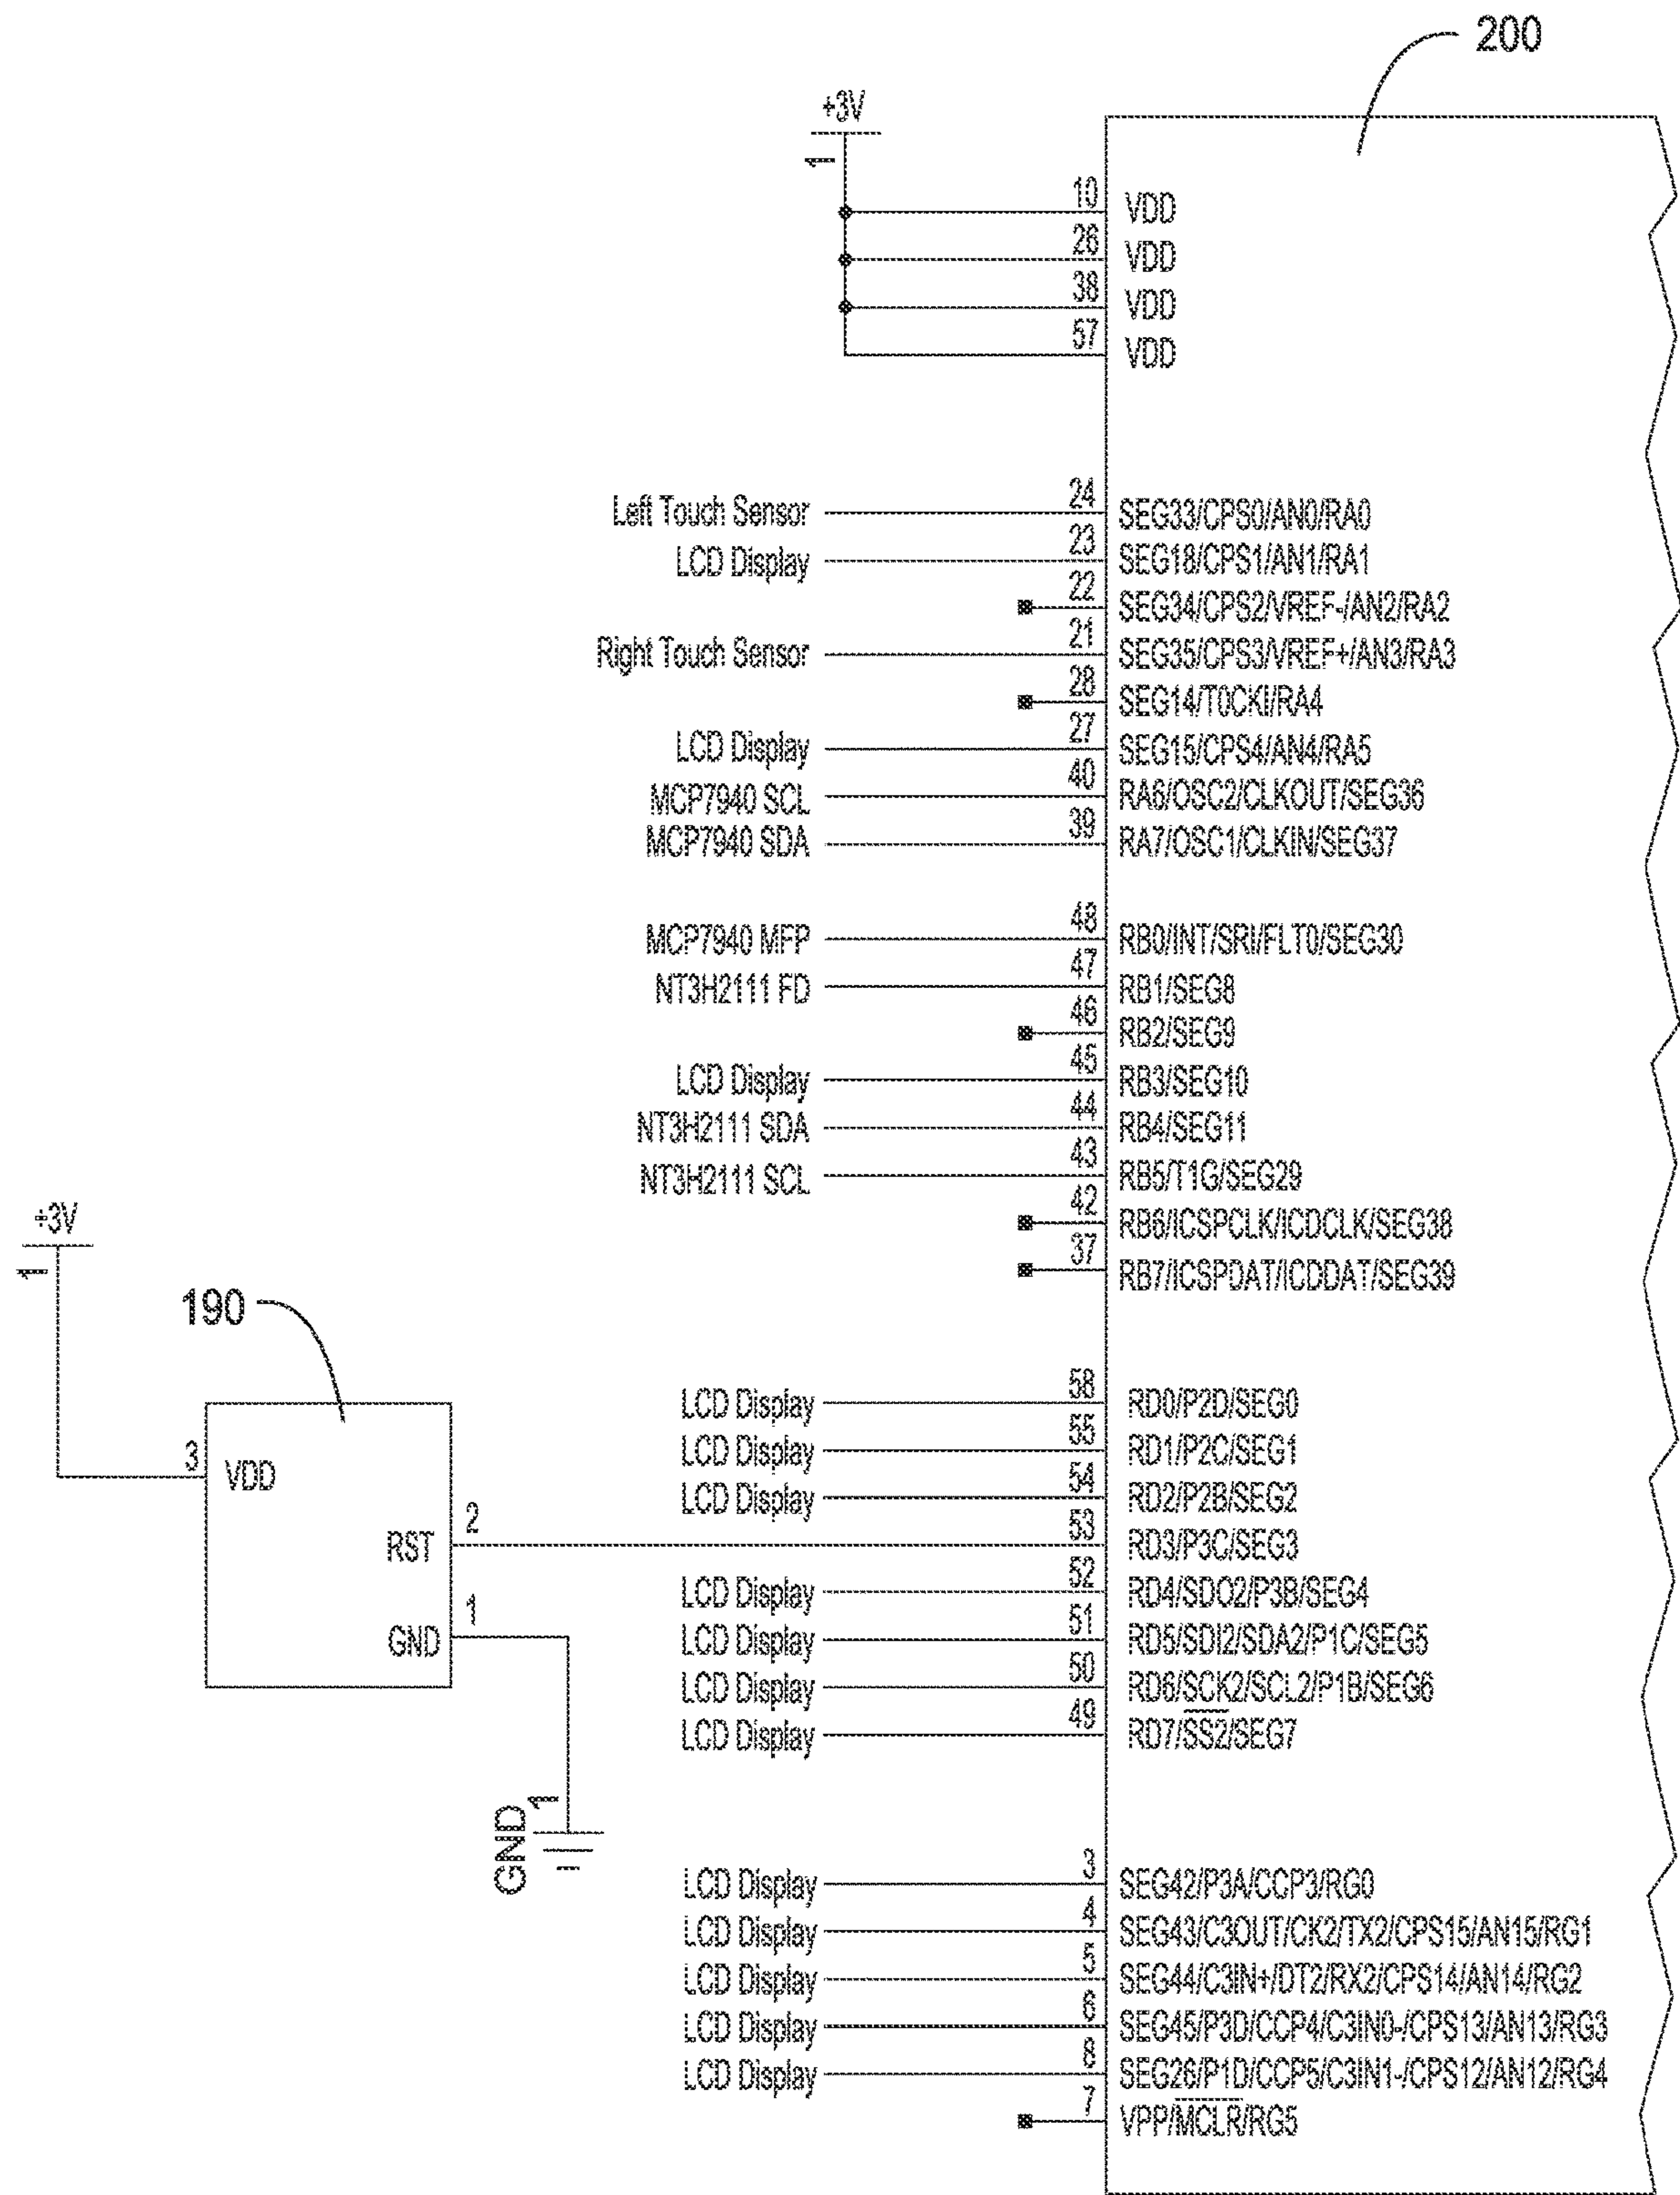 200
+3V
1
10 VDD
26 VDD
38 VDD
57 VDD
Left Touch Sensor 24 SEG33/CPS0/AN0/RA0
LCD Display 23 SEG18/CPS1/AN1/RA1
22 SEG34/CPS2/VREF-/AN2/RA2
Right Touch Sensor 21 SEG35/CPS3/VREF+/AN3/RA3
28 SEG14/T0CKI/RA4
LCD Display 27 SEG15/CPS4/AN4/RA5
MCP7940 SCL 40 RA6/OSC2/CLKOUT/SEG36
MCP7940 SDA 39 RA7/OSC1/CLKIN/SEG37
MCP7940 MFP 48 RB0/INT/SRI/FLT0/SEG30
NT3H2111 FD 47 RB1/SEG8
46 RB2/SEG9
LCD Display 45 RB3/SEG10
NT3H2111 SDA 44 RB4/SEG11
NT3H2111 SCL 43 RB5/T1G/SEG29
42 RB6/ICSPCLK/ICDCLK/SEG38
37 RB7/ICSPDAT/ICDDAT/SEG39
+3V
1
190
3 VDD
RST 2
GND 1
GND 1
LCD Display 58 RD0/P2D/SEG0
LCD Display 55 RD1/P2C/SEG1
LCD Display 54 RD2/P2B/SEG2
53 RD3/P3C/SEG3
LCD Display 52 RD4/SDO2/P3B/SEG4
LCD Display 51 RD5/SDI2/SDA2/P1C/SEG5
LCD Display 50 RD6/SCK2/SCL2/P1B/SEG6
LCD Display 49 RD7/S̅S̅2̅/SEG7
LCD Display 3 SEG42/P3A/CCP3/RG0
LCD Display 4 SEG43/C3OUT/CK2/TX2/CPS15/AN15/RG1
LCD Display 5 SEG44/C3IN+/DT2/RX2/CPS14/AN14/RG2
LCD Display 6 SEG45/P3D/CCP4/C3IN0-/CPS13/AN13/RG3
LCD Display 8 SEG26/P1D/CCP5/C3IN1-/CPS12/AN12/RG4
7 VPP/M̅C̅L̅R̅/RG5